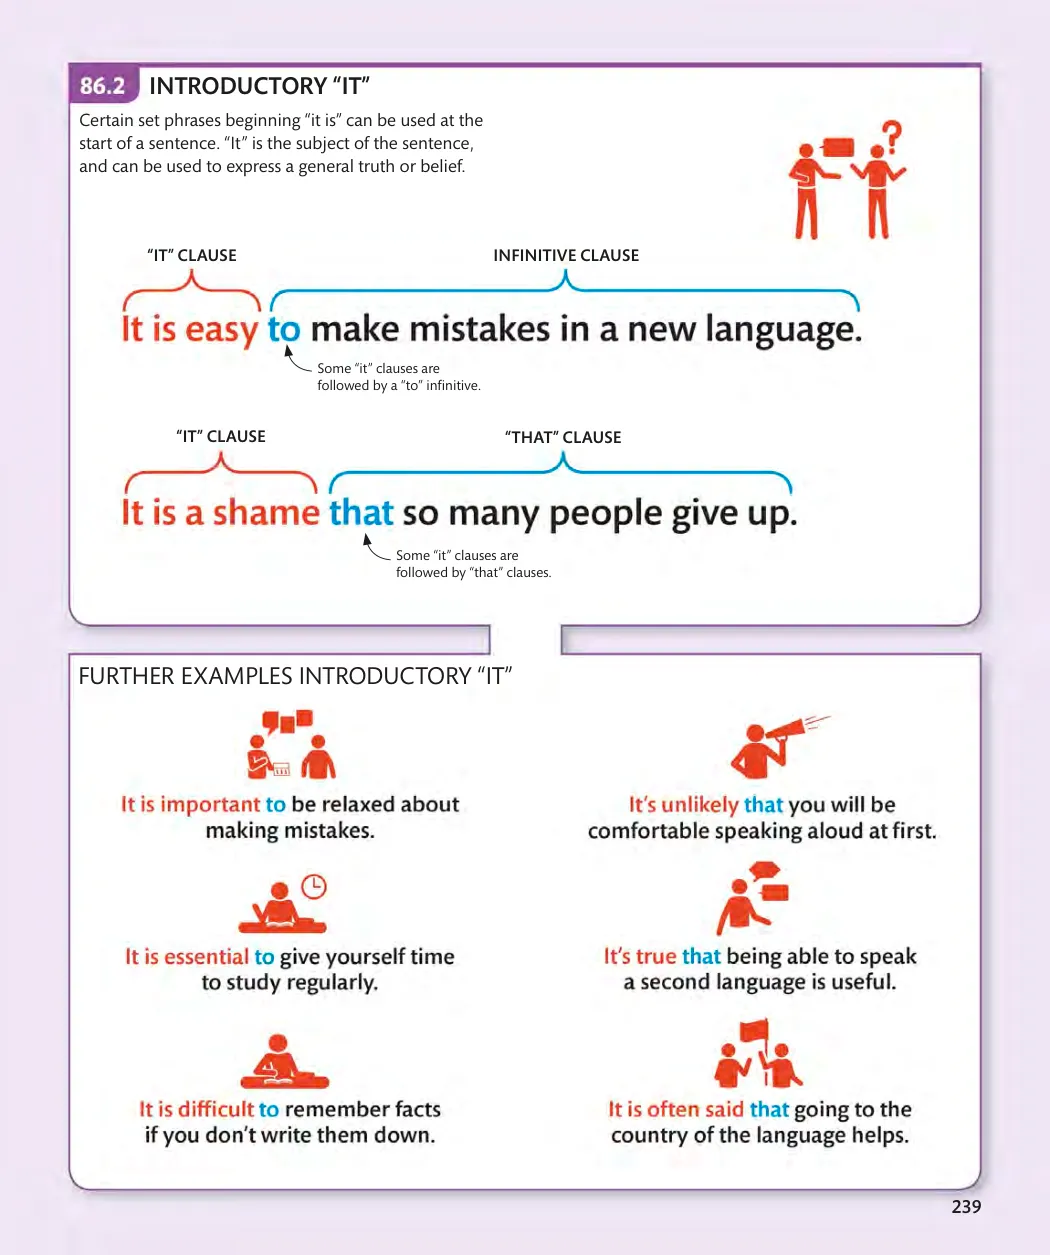 86.2 INTRODUCTORY “IT”
Certain set phrases beginning “it is” can be used at the
start of a sentence. “It” is the subject of the sentence,
and can be used to express a general truth or belief.
?
“IT” CLAUSE
INFINITIVE CLAUSE
It is easy to make mistakes in a new language.
Some “it” clauses are
followed by a “to” infinitive.
“IT” CLAUSE
“THAT” CLAUSE
It is a shame that so many people give up.
Some “it” clauses are
followed by “that” clauses.
FURTHER EXAMPLES INTRODUCTORY “IT”
It is important to be relaxed about
making mistakes.
It’s unlikely that you will be
comfortable speaking aloud at first.
It is essential to give yourself time
to study regularly.
It’s true that being able to speak
a second language is useful.
It is difficult to remember facts
if you don’t write them down.
It is often said that going to the
country of the language helps.
239